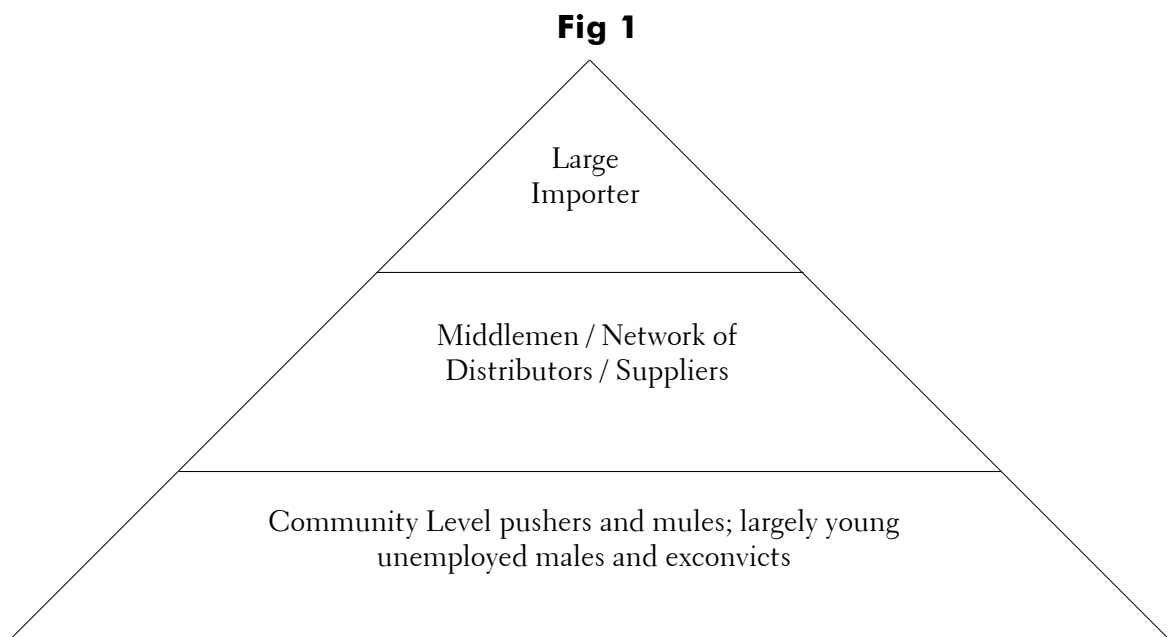 Fig 1
Large
Importer
Middlemen / Network of
Distributors / Suppliers
Community Level pushers and mules; largely young
unemployed males and exconvicts